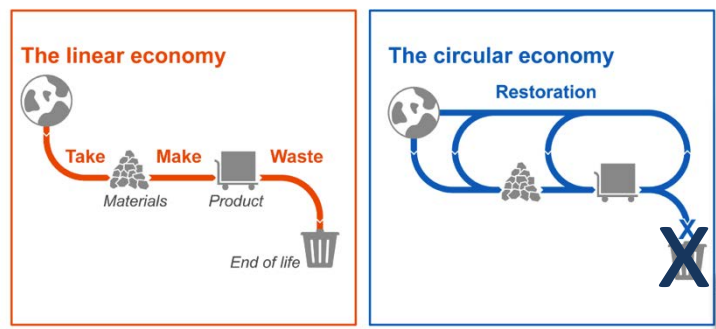 The linear economy
Take
Make
Waste
Materials
Product
End of life
The circular economy
Restoration
X
X